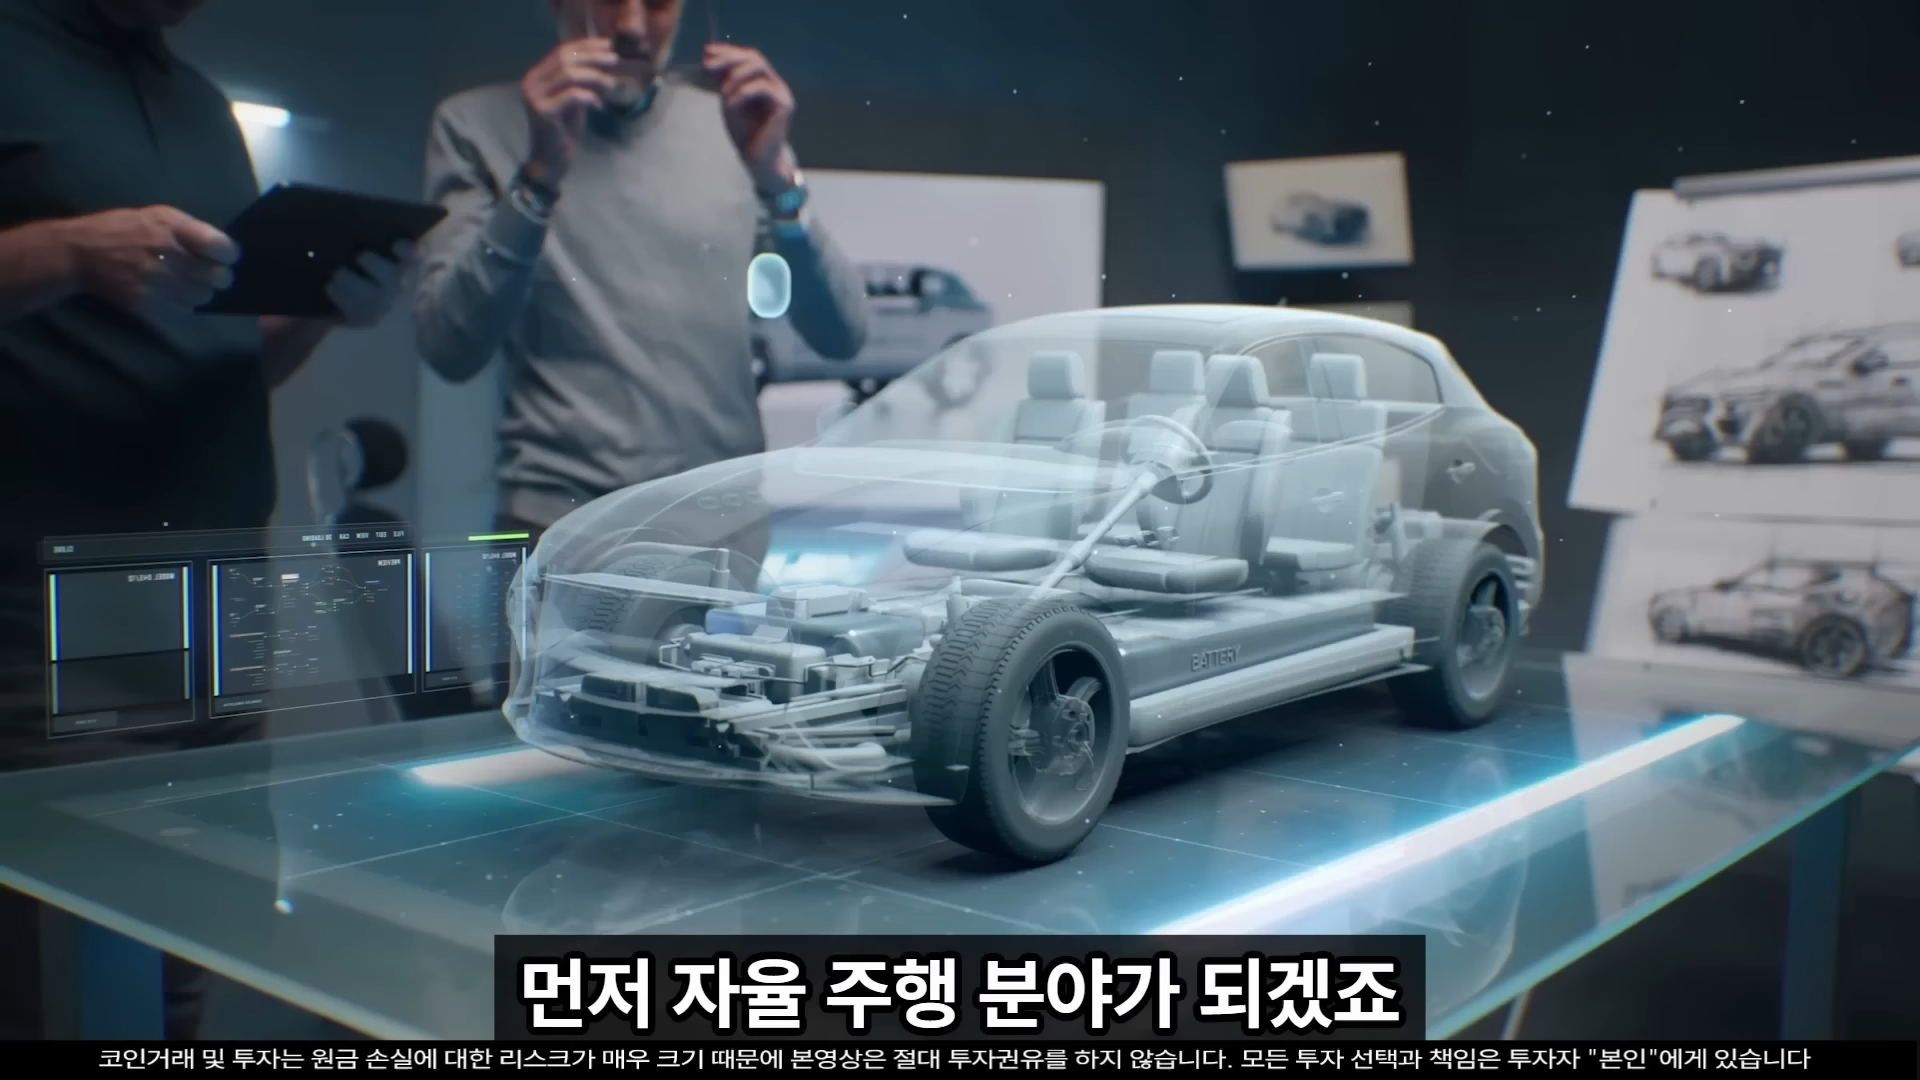 BATTERY
먼저 자율 주행 분야가 되겠죠
코인거래 및 투자는 원금 손실에 대한 리스크가 매우 크기 때문에 본영상은 절대 투자권유를 하지 않습니다. 모든 투자 선택과 책임은 투자자 "본인"에게 있습니다